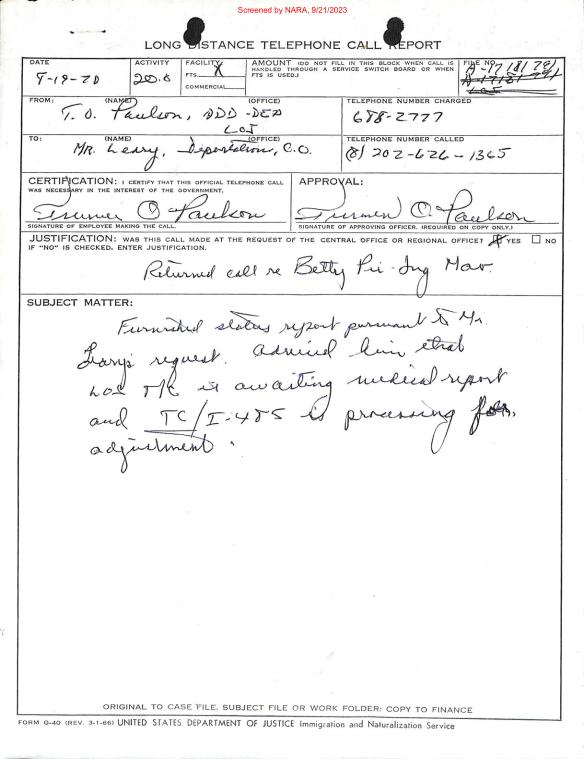 Screened by NARA, 9/21/2023
LONG DISTANCE TELEPHONE CALL REPORT
DATE
9-19-70
ACTIVITY
20.0
FACILITY
FTS X
COMMERCIAL
AMOUNT (DO NOT FILL IN THIS BLOCK WHEN CALL IS HANDLED THROUGH A SERVICE SWITCH BOARD OR WHEN FTS IS USED.)
FILE NO.
A-17 181 791
FROM: (NAME) (OFFICE)
T. O. Paulson, ADD-DEP
LOS
TELEPHONE NUMBER CHARGED
688-2777
TO: (NAME) (OFFICE)
Mr. Leary, Deportation, C.O.
TELEPHONE NUMBER CALLED
(8) 202-626-1365
CERTIFICATION: I CERTIFY THAT THIS OFFICIAL TELEPHONE CALL
WAS NECESSARY IN THE INTEREST OF THE GOVERNMENT.
Turmen O Paulson
SIGNATURE OF EMPLOYEE MAKING THE CALL.
APPROVAL:
Turmen O. Paulson
SIGNATURE OF APPROVING OFFICER. (REQUIRED ON COPY ONLY.)
JUSTIFICATION: WAS THIS CALL MADE AT THE REQUEST OF THE CENTRAL OFFICE OR REGIONAL OFFICE? X YES NO
IF "NO" IS CHECKED, ENTER JUSTIFICATION.
Returned call re Betty Pei-Ing Mao.
SUBJECT MATTER:
Furnished status report pursuant to Mr.
Leary's request. Advised him that
LOS T/C is awaiting medical report
and TC/I-485 is processing for
adjustment.
ORIGINAL TO CASE FILE, SUBJECT FILE OR WORK FOLDER: COPY TO FINANCE
FORM G-40 (REV. 3-1-66) UNITED STATES DEPARTMENT OF JUSTICE Immigration and Naturalization Service